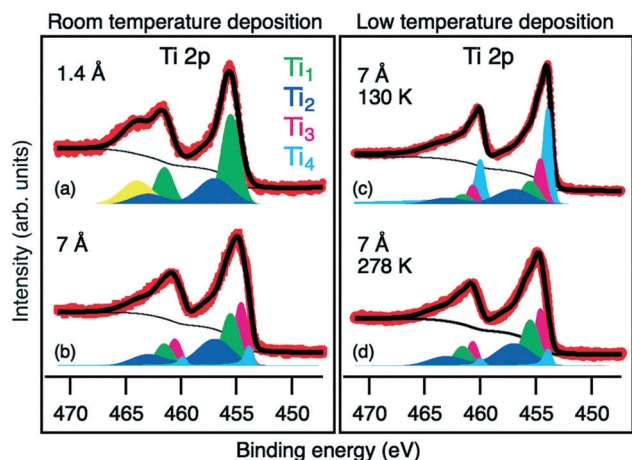 Room temperature deposition
Low temperature deposition
Ti 2p
1.4 Å
Ti1
Ti2
Ti3
Ti4
(a)
7 Å
(b)
Ti 2p
7 Å
130 K
(c)
7 Å
278 K
(d)
470 465 460 455 450
470 465 460 455 450
Intensity (arb. units)
Binding energy (eV)